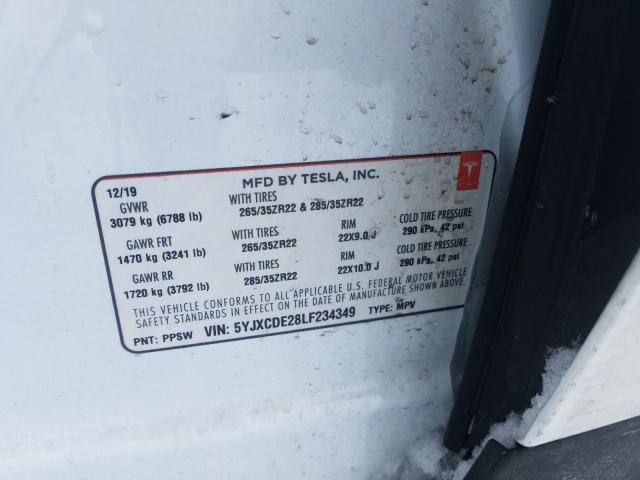 MFD BY TESLA, INC.
12/19
GVWR WITH TIRES
3079 kg (6788 lb) 265/35ZR22 & 285/35ZR22
GAWR FRT WITH TIRES RIM COLD TIRE PRESSURE
1470 kg (3241 lb) 265/35ZR22 22X9.0 J 290 kPa, 42 psi
GAWR RR WITH TIRES RIM COLD TIRE PRESSURE
1720 kg (3792 lb) 285/35ZR22 22X10.0 J 290 kPa, 42 psi
THIS VEHICLE CONFORMS TO ALL APPLICABLE U.S. FEDERAL MOTOR VEHICLE
SAFETY STANDARDS IN EFFECT ON THE DATE OF MANUFACTURE SHOWN ABOVE.
PNT: PPSW VIN: 5YJXCDE28LF234349 TYPE: MPV